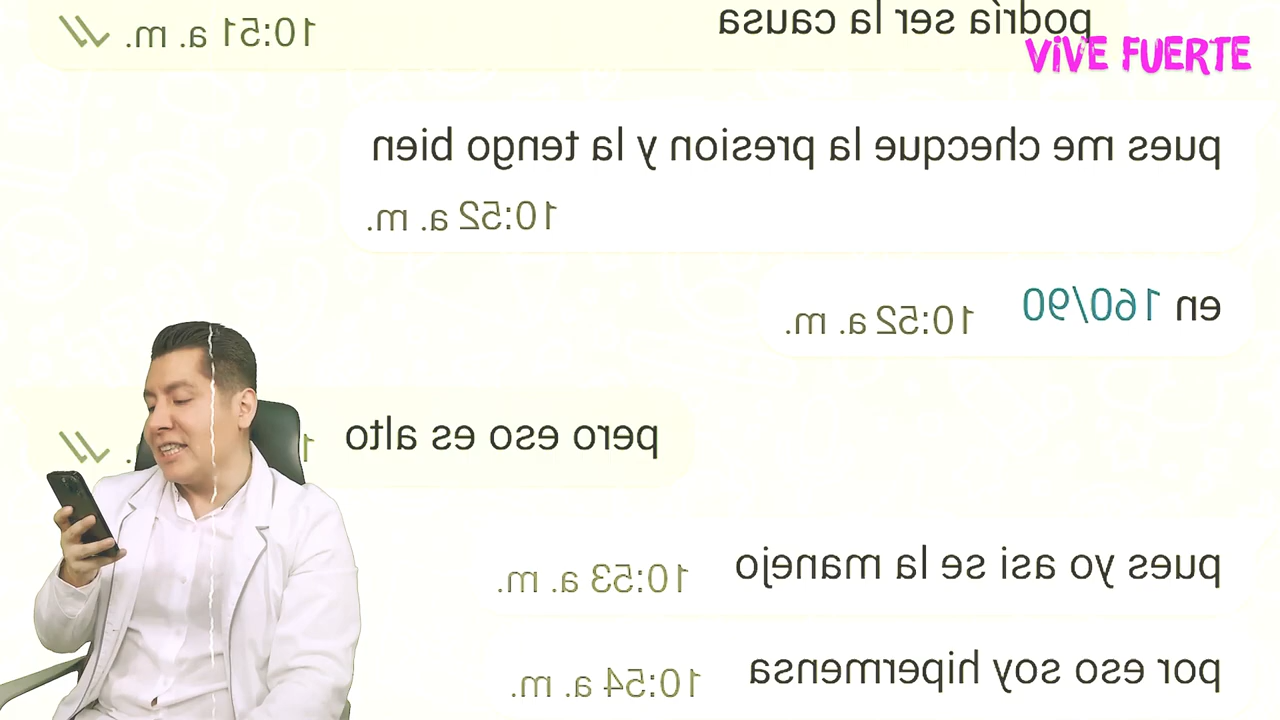 podría ser la causa 10:51 a. m.
VIVE FUERTE
pues me checque la presion y la tengo bien
10:52 a. m.
en 160/90 10:52 a. m.
pero eso es alto
pues yo asi se la manejo 10:53 a. m.
por eso soy hipermensa 10:54 a. m.